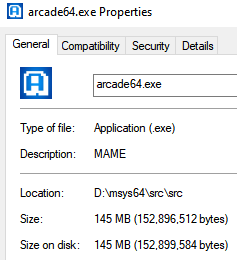 arcade64.exe Properties
General Compatibility Security Details
arcade64.exe
Type of file: Application (.exe)
Description: MAME
Location: D:\msys64\src\src
Size: 145 MB (152,896,512 bytes)
Size on disk: 145 MB (152,899,584 bytes)